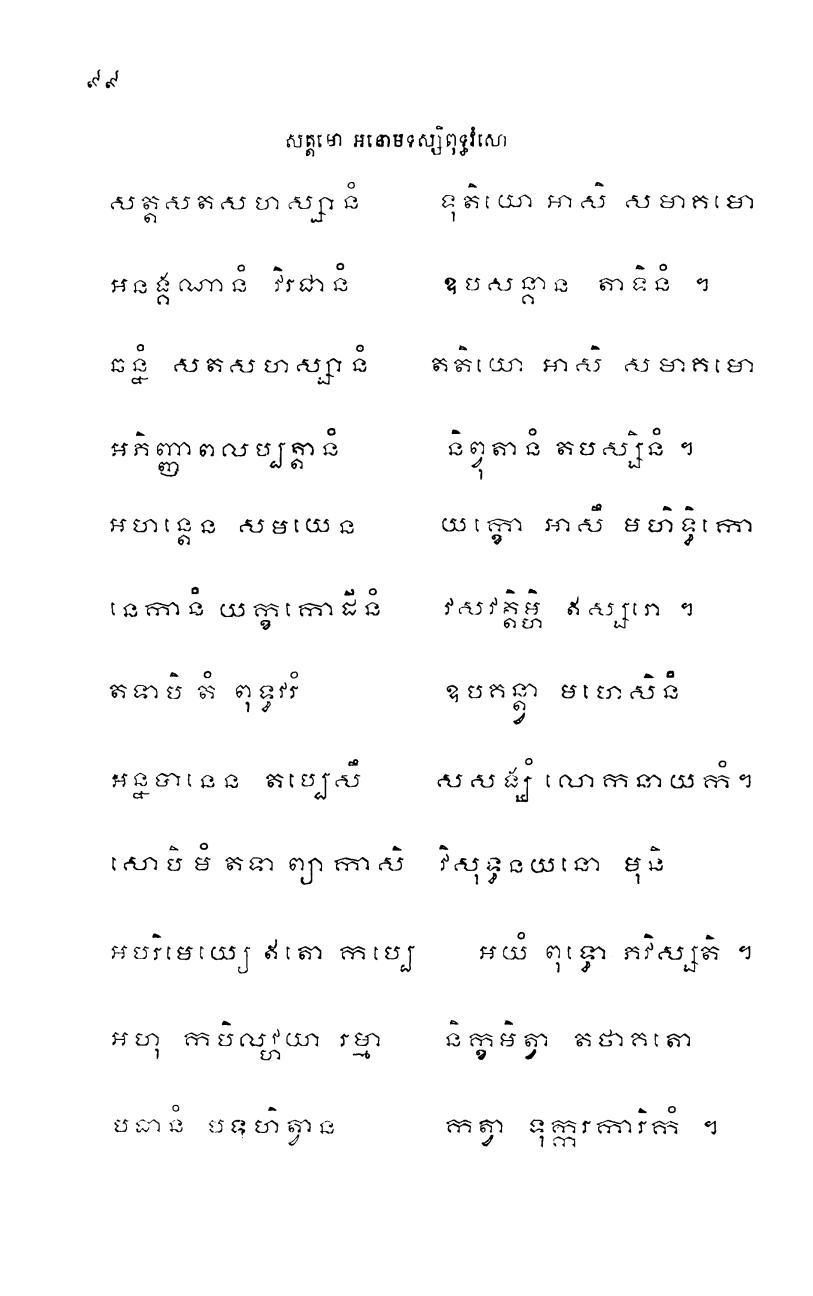 ៩៩
សត្តមោ អនោមទស្សិពុទ្ធវំសោ
សត្តសតសហស្សានំ ទុតិយោ អាសិ សមាគមោ
អនង្គណានំ វិរជានំ ឧបសន្តាន តាទិនំ ។
ឆន្នំ សតសហស្សានំ តតិយោ អាសិ សមាគមោ
អភិញ្ញាពលប្បត្តានំ និព្វុតានំ តបស្សិនំ ។
អហន្តេន សមយេន យក្ខោ អាសឹ មហិទ្ធិកោ
នេកានំ យក្ខកោដីនំ វសវត្តិម្ហិ ឥស្សរោ ។
តទាបិ តំ ពុទ្ធវរំ ឧបគន្ត្វា មហេសិនំ
អន្នទានេន តប្បេសឹ សសង្ឃំ លោកនាយកំ។
សោបិ មំ តទា ព្យាកាសិ វិសុទ្ធនយនោ មុនិ
អបរិមេយ្យេ ឥតោ កប្បេ អយំ ពុទ្ធោ ភវិស្សតិ ។
អហុ កបិលវ្ហយា រម្មា និក្ខមិត្វា តថាគតោ
បធានំ បទហិត្វាន កត្វា ទុក្ករការិកំ ។